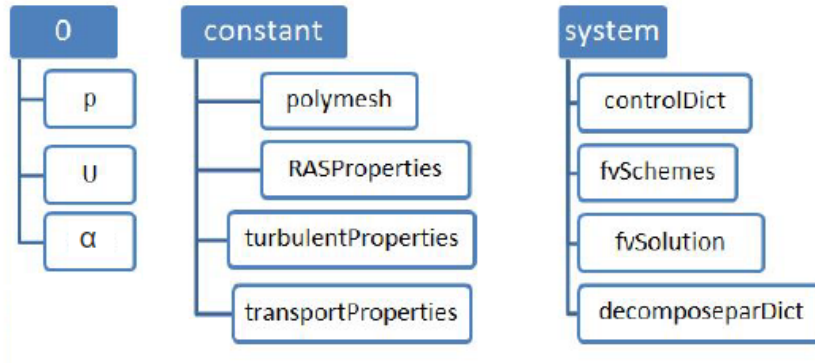 0
p
U
α
constant
polymesh
RASProperties
turbulentProperties
transportProperties
system
controlDict
fvSchemes
fvSolution
decomposeparDict